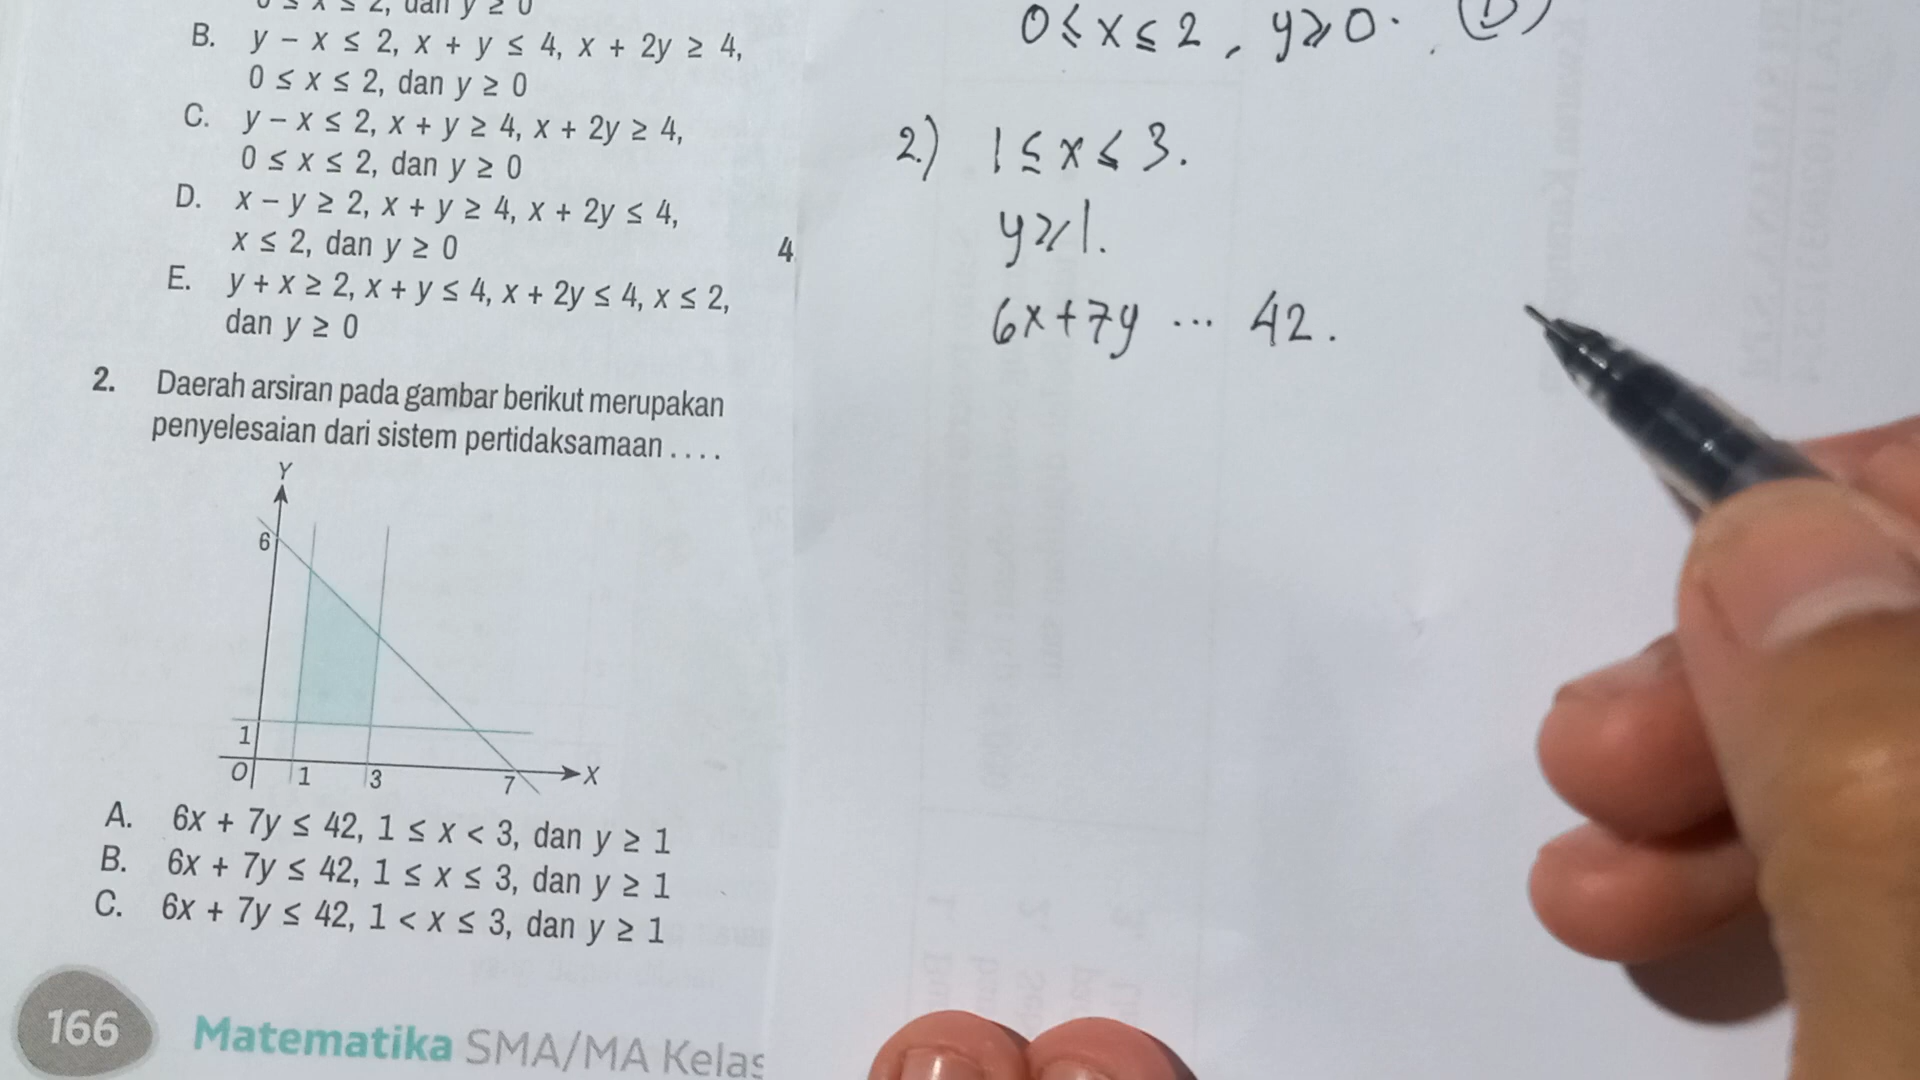 0 ≤ x ≤ 2, dan y ≥ 0
B. y – x ≤ 2, x + y ≤ 4, x + 2y ≥ 4,
0 ≤ x ≤ 2, dan y ≥ 0
C. y – x ≤ 2, x + y ≥ 4, x + 2y ≥ 4,
0 ≤ x ≤ 2, dan y ≥ 0
D. x – y ≥ 2, x + y ≥ 4, x + 2y ≤ 4,
x ≤ 2, dan y ≥ 0
E. y + x ≥ 2, x + y ≤ 4, x + 2y ≤ 4, x ≤ 2,
dan y ≥ 0
2. Daerah arsiran pada gambar berikut merupakan
penyelesaian dari sistem pertidaksamaan . . . .
Y
6
1
O 1 3 7 X
A. 6x + 7y ≤ 42, 1 ≤ x < 3, dan y ≥ 1
B. 6x + 7y ≤ 42, 1 ≤ x ≤ 3, dan y ≥ 1
C. 6x + 7y ≤ 42, 1 < x ≤ 3, dan y ≥ 1
166 Matematika SMA/MA Kelas
4
0 ≤ x ≤ 2, y ≥ 0.
2.) 1 ≤ x ≤ 3.
y ≥ 1.
6x + 7y ... 42.